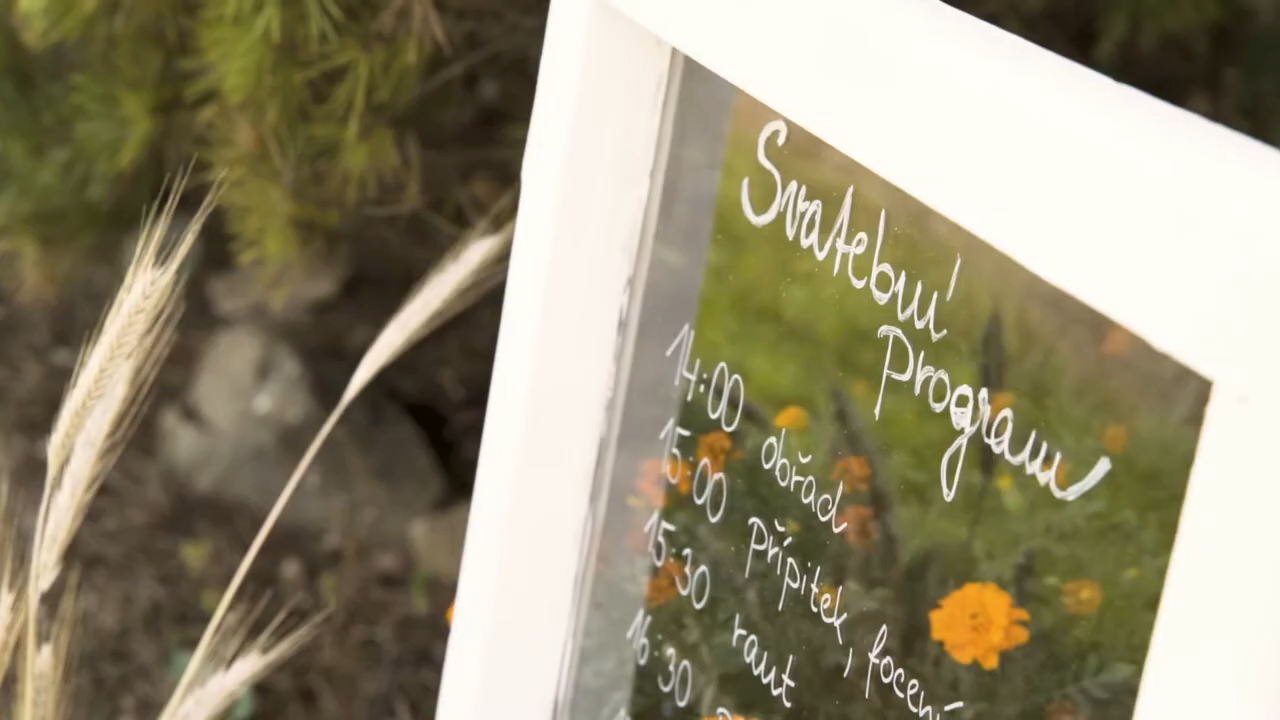 Svatební
Program
14:00 obřad
15:00 Přípitek, focení
15:30 raut
16:30